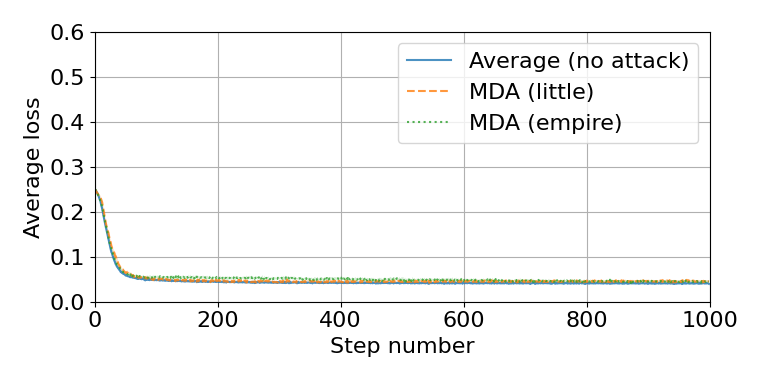 0.6
0.5
0.4
0.3
0.2
0.1
0.0
Average loss
Average (no attack)
MDA (little)
MDA (empire)
0 200 400 600 800 1000
Step number